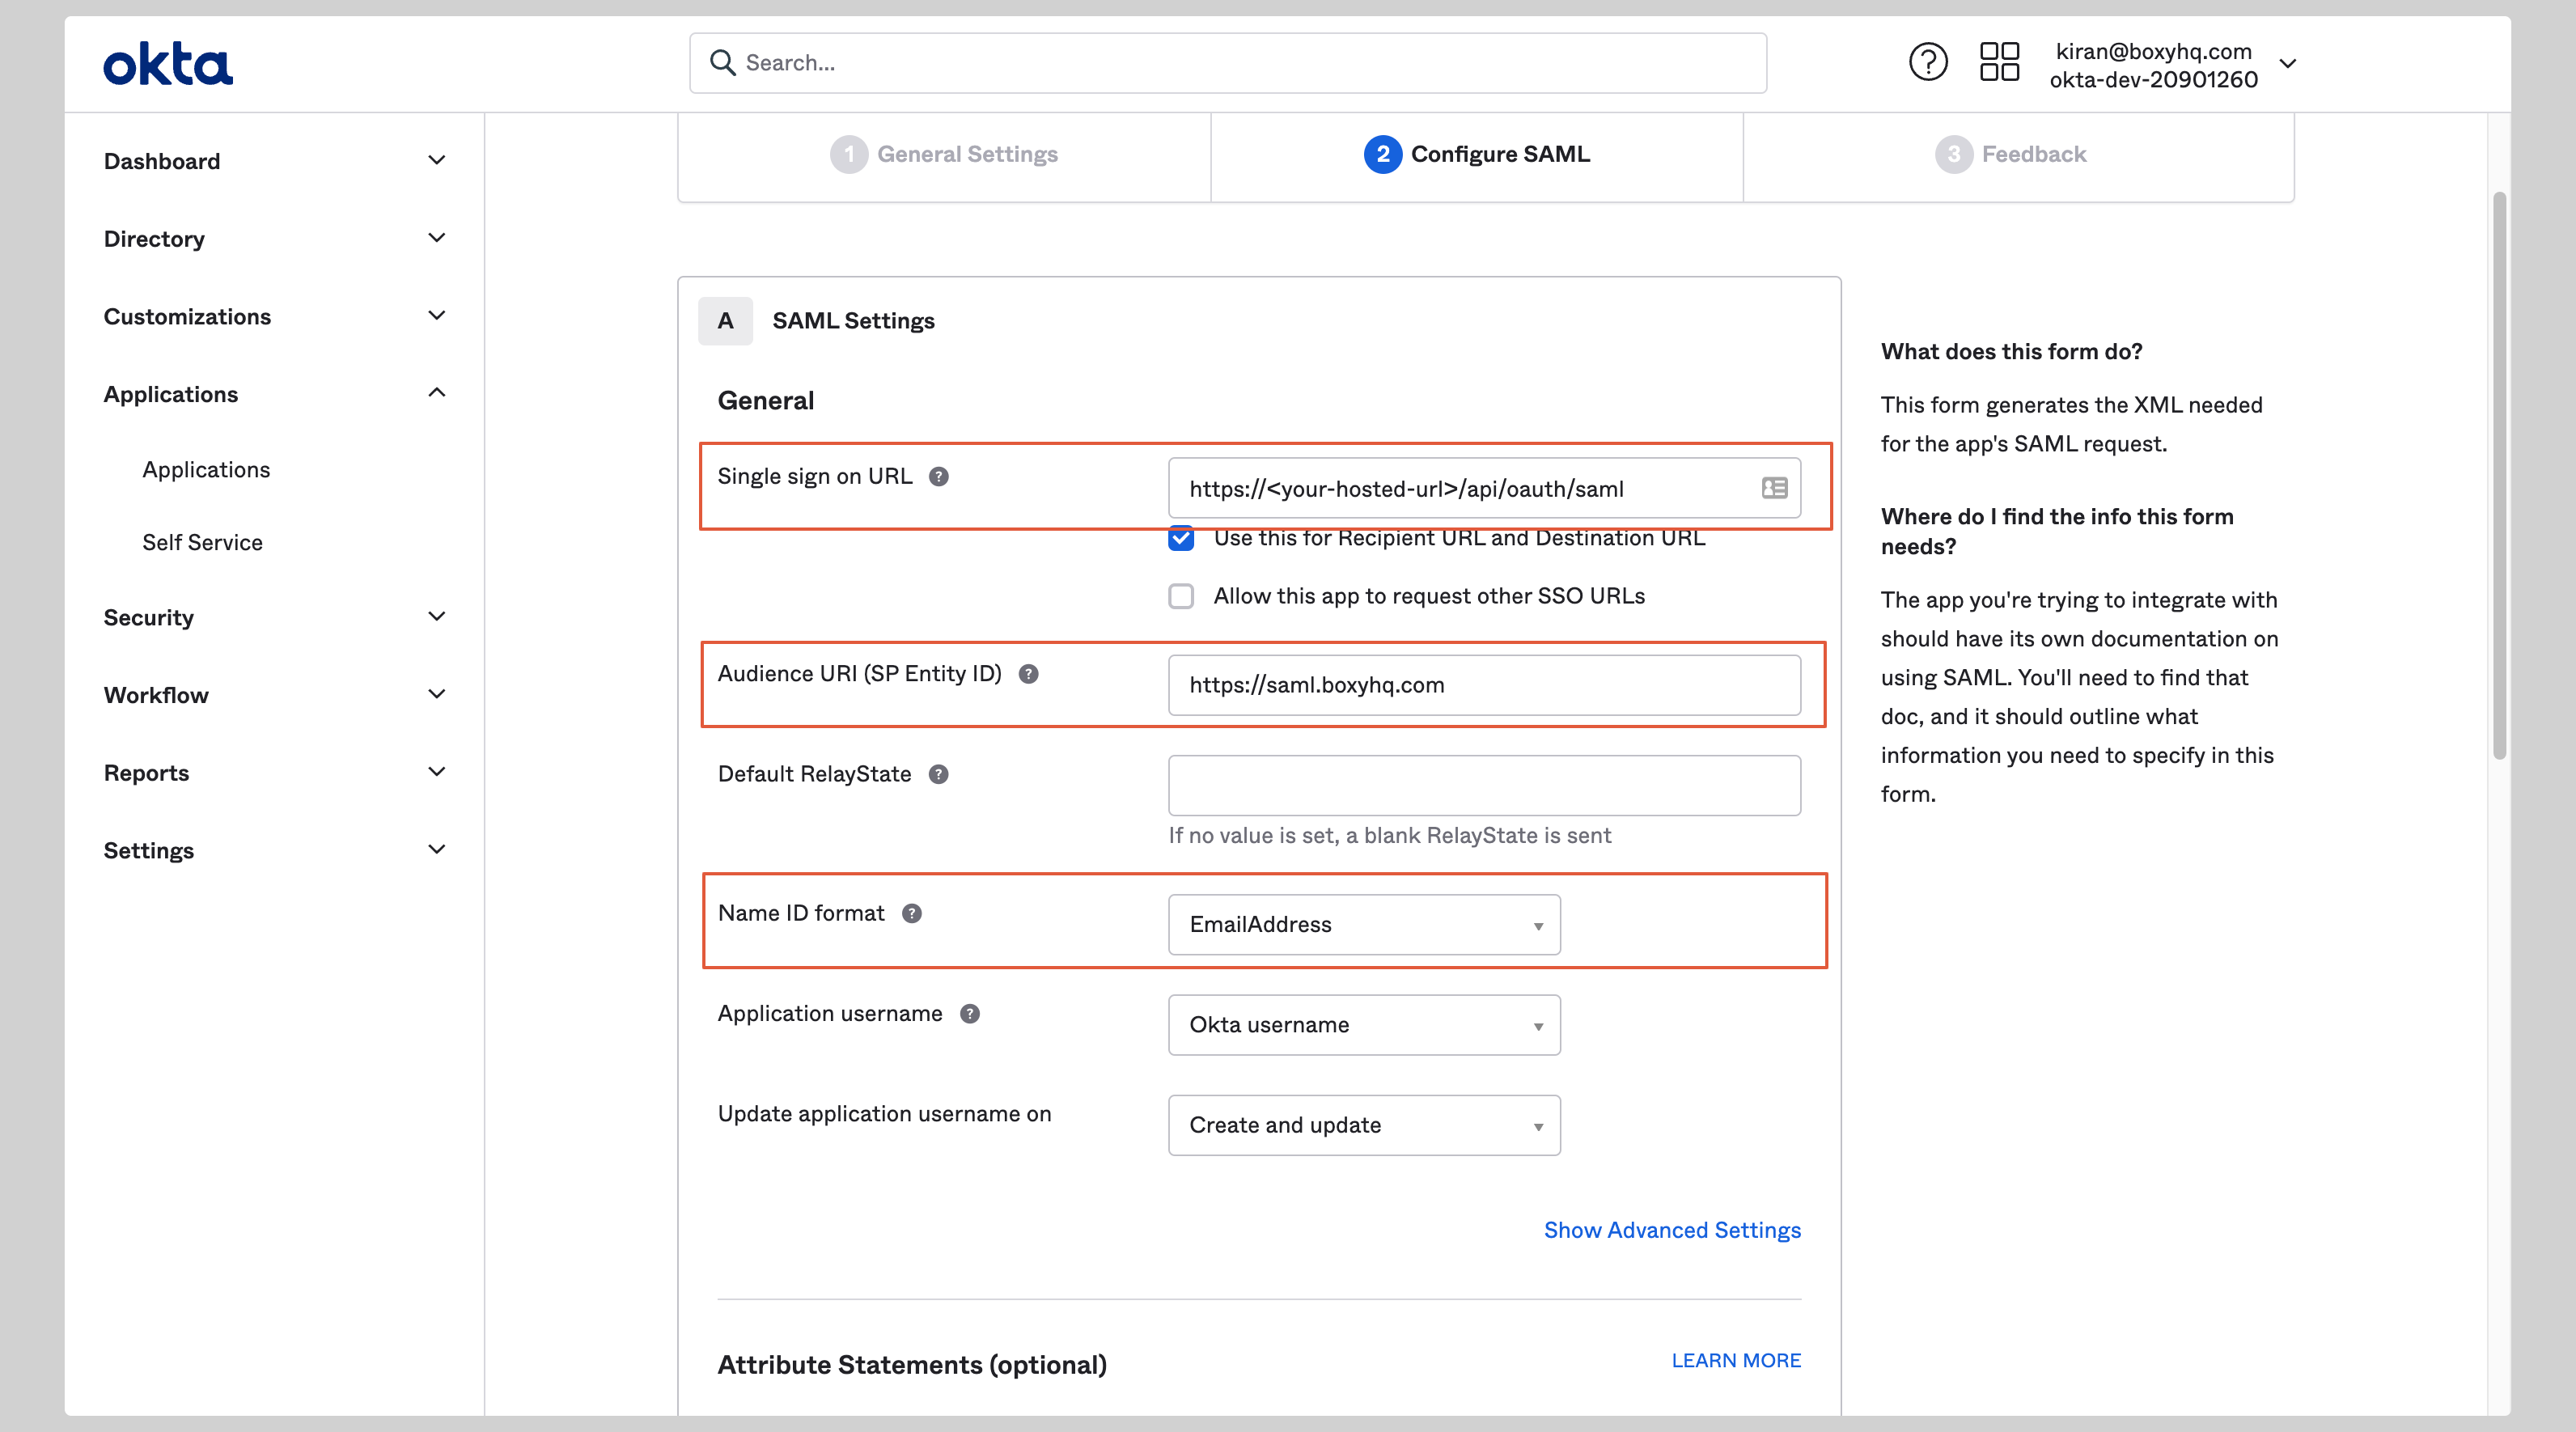 okta
Search...
kiran@boxyhq.com
okta-dev-20901260
Dashboard
Directory
Customizations
Applications
Applications
Self Service
Security
Workflow
Reports
Settings
1 General Settings
2 Configure SAML
3 Feedback
A SAML Settings
General
Single sign on URL ?
https://<your-hosted-url>/api/oauth/saml
Use this for Recipient URL and Destination URL
Allow this app to request other SSO URLs
Audience URI (SP Entity ID) ?
https://saml.boxyhq.com
Default RelayState ?
If no value is set, a blank RelayState is sent
Name ID format ?
EmailAddress
Application username ?
Okta username
Update application username on
Create and update
Show Advanced Settings
Attribute Statements (optional)
LEARN MORE
What does this form do?
This form generates the XML needed
for the app's SAML request.
Where do I find the info this form
needs?
The app you're trying to integrate with
should have its own documentation on
using SAML. You'll need to find that
doc, and it should outline what
information you need to specify in this
form.